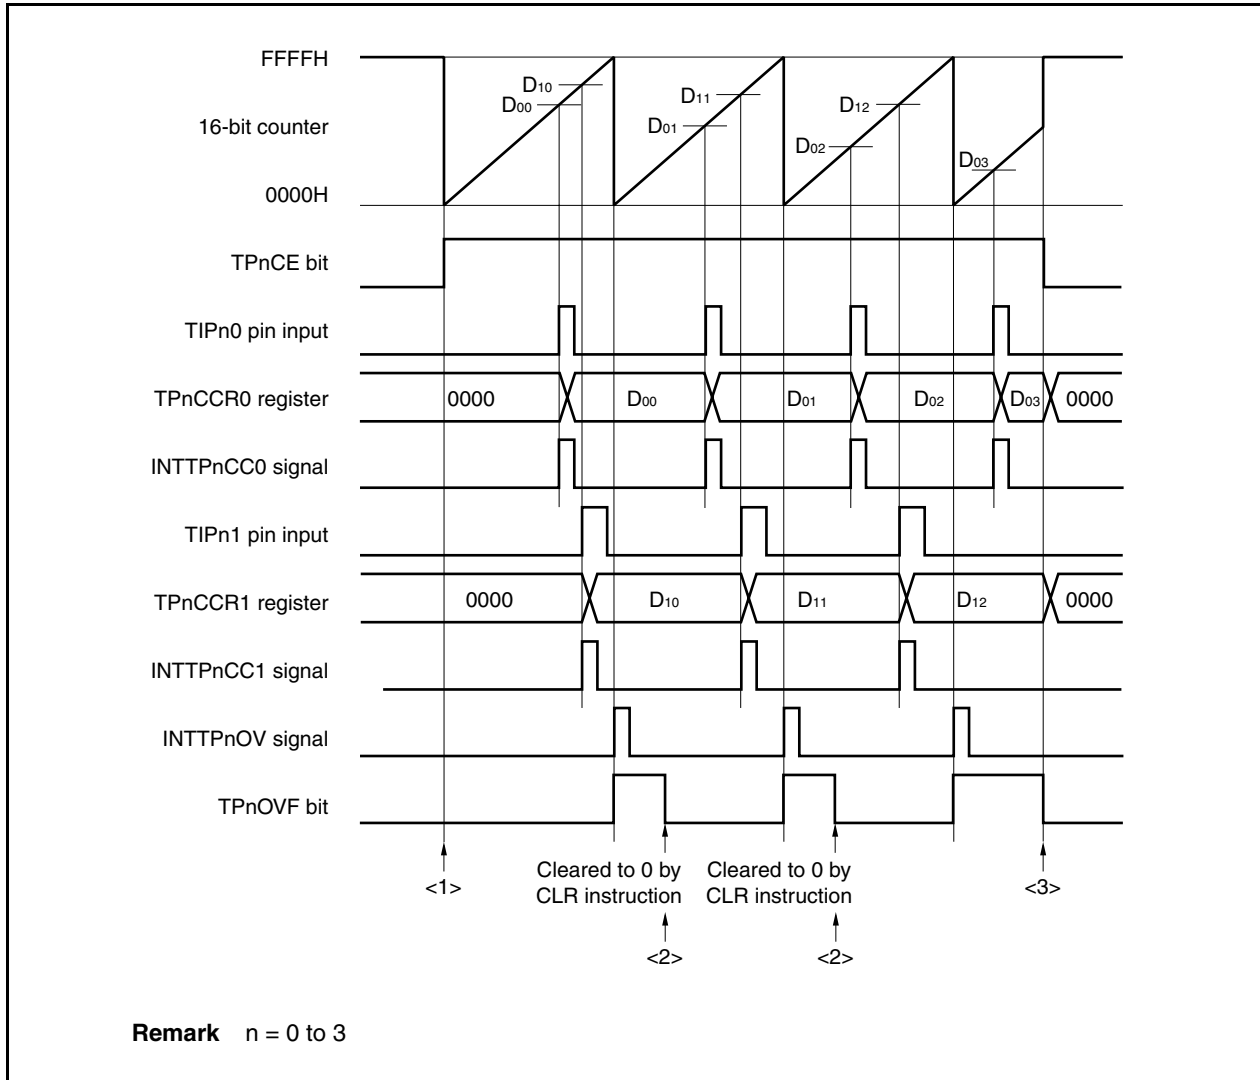 FFFFH
D10
D00
D11
D12
D01
16-bit counter
D02
D03
0000H
TPnCE bit
TIPn0 pin input
TPnCCR0 register 0000 D00 D01 D02 D03 0000
INTTPnCC0 signal
TIPn1 pin input
TPnCCR1 register 0000 D10 D11 D12 0000
INTTPnCC1 signal
INTTPnOV signal
TPnOVF bit
<1>
Cleared to 0 by
CLR instruction
<2>
Cleared to 0 by
CLR instruction
<2>
<3>
Remark n = 0 to 3